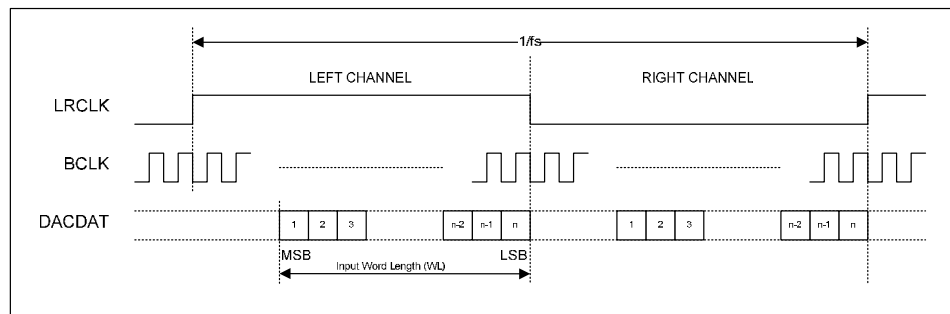 1/fs
LEFT CHANNEL
RIGHT CHANNEL
LRCLK
BCLK
DACDAT
1 2 3 n-2 n-1 n 1 2 3 n-2 n-1 n
MSB LSB
Input Word Length (WL)